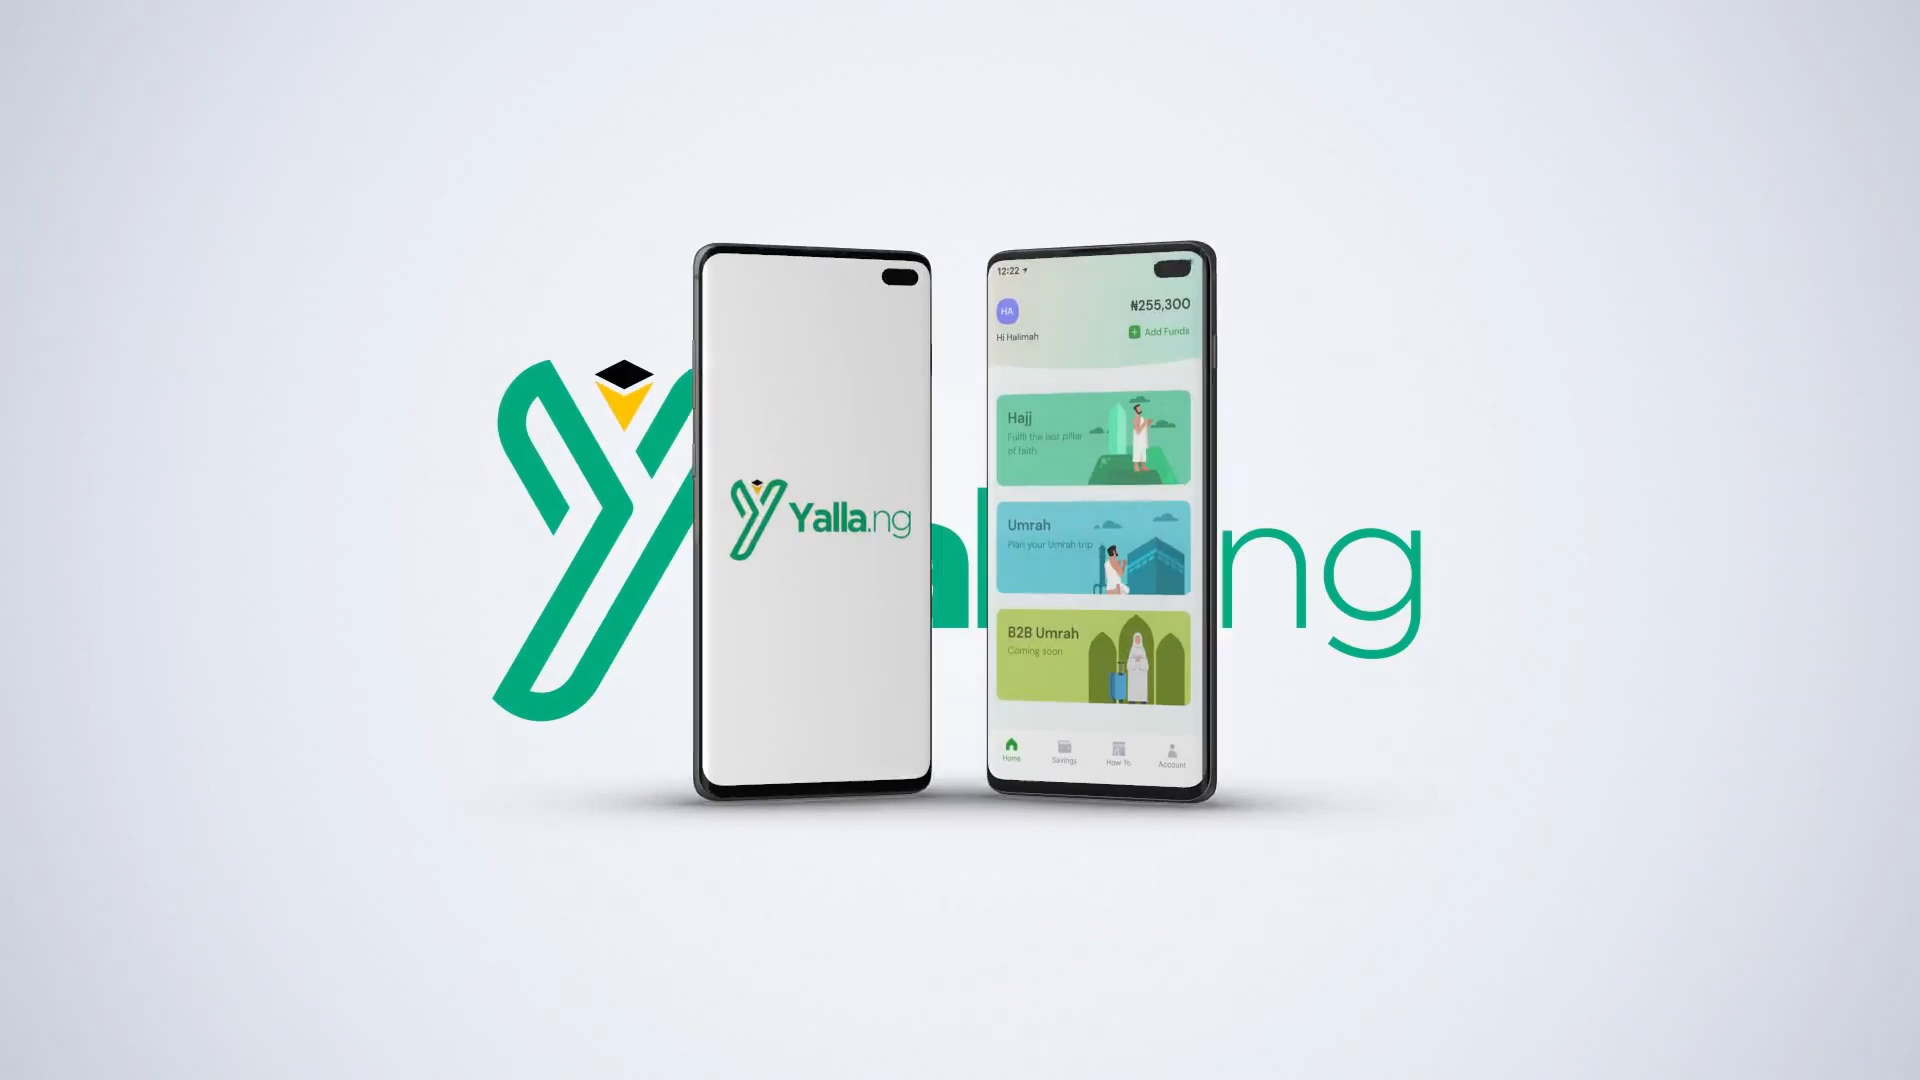 Yalla.ng
12:22
HA
₦255,300
Hi Halimah
Add Funds
Hajj
Fulfil the last pillar
of faith
Umrah
Plan your Umrah trip
B2B Umrah
Coming soon
Home
Savings
How To
Account
al
ng